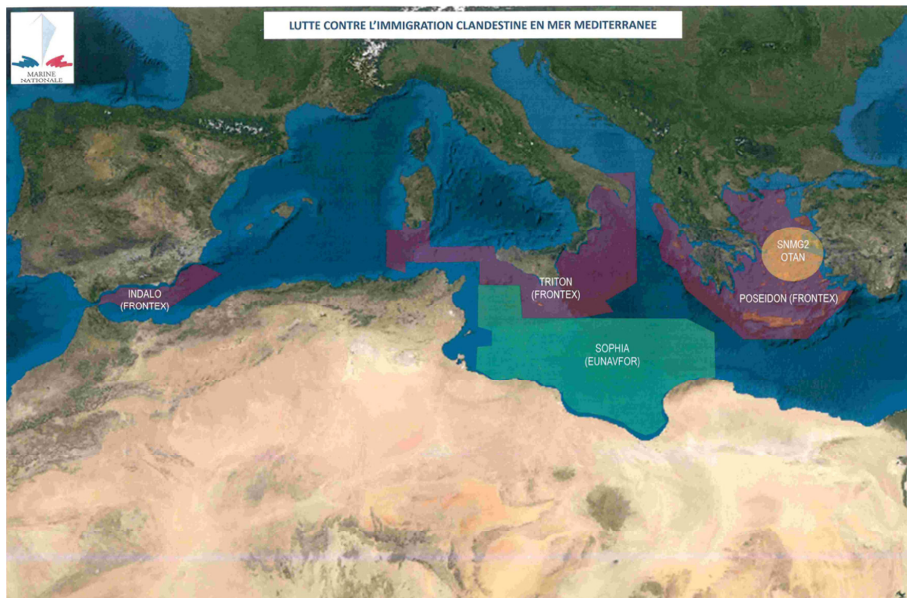 LUTTE CONTRE L'IMMIGRATION CLANDESTINE EN MER MEDITERRANEE
MARINE
NATIONALE
SNMG2
OTAN
INDALO
(FRONTEX)
TRITON
(FRONTEX)
POSEIDON (FRONTEX)
SOPHIA
(EUNAVFOR)